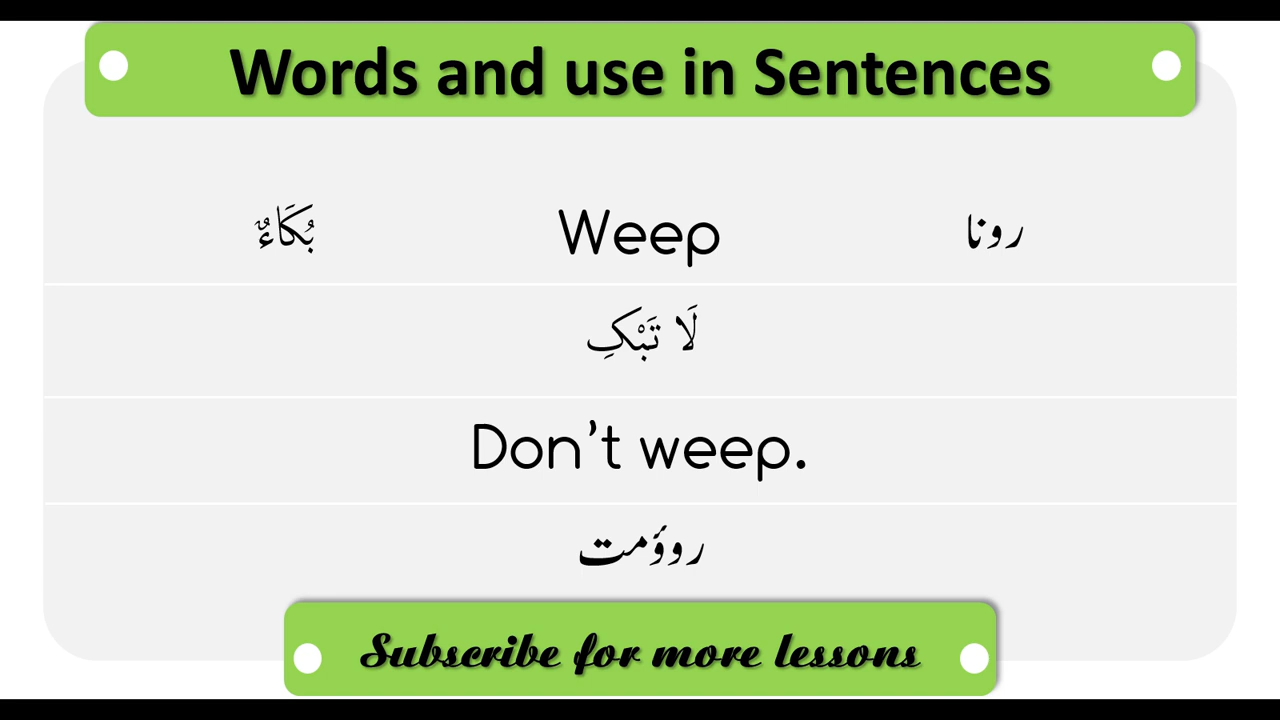 Words and use in Sentences
بُكَاءٌ Weep رونا
لَا تَبْكِ
Don’t weep.
روؤمت
Subscribe for more lessons